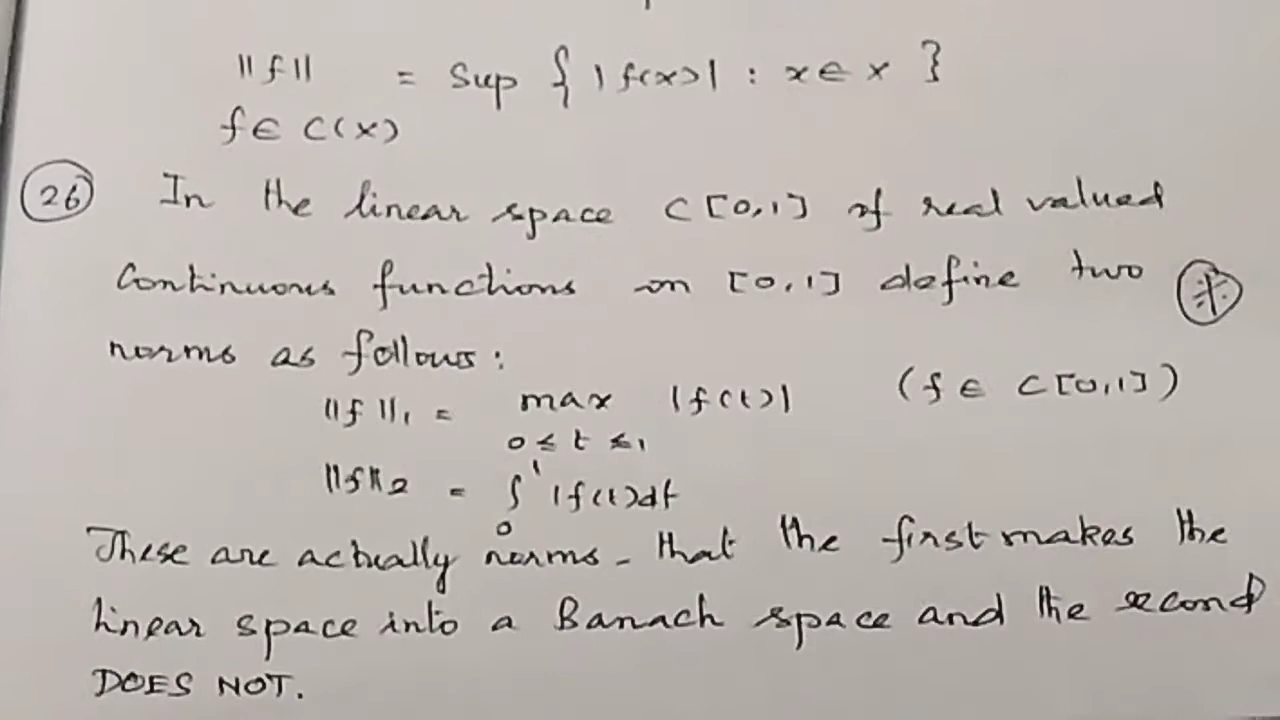 ||f|| = Sup { |f(x)| : x ∈ x }
f ∈ C(x)
26 In the linear space C[0,1] of real valued
Continuous functions on [0,1] define two
norms as follows:
||f||₁ = max |f(t)| (f ∈ C[0,1])
0 ≤ t ≤ 1
||f||₂ = ∫₀¹ |f(t)dt
These are actually norms - that the first makes the
linear space into a Banach space and the second
DOES NOT.